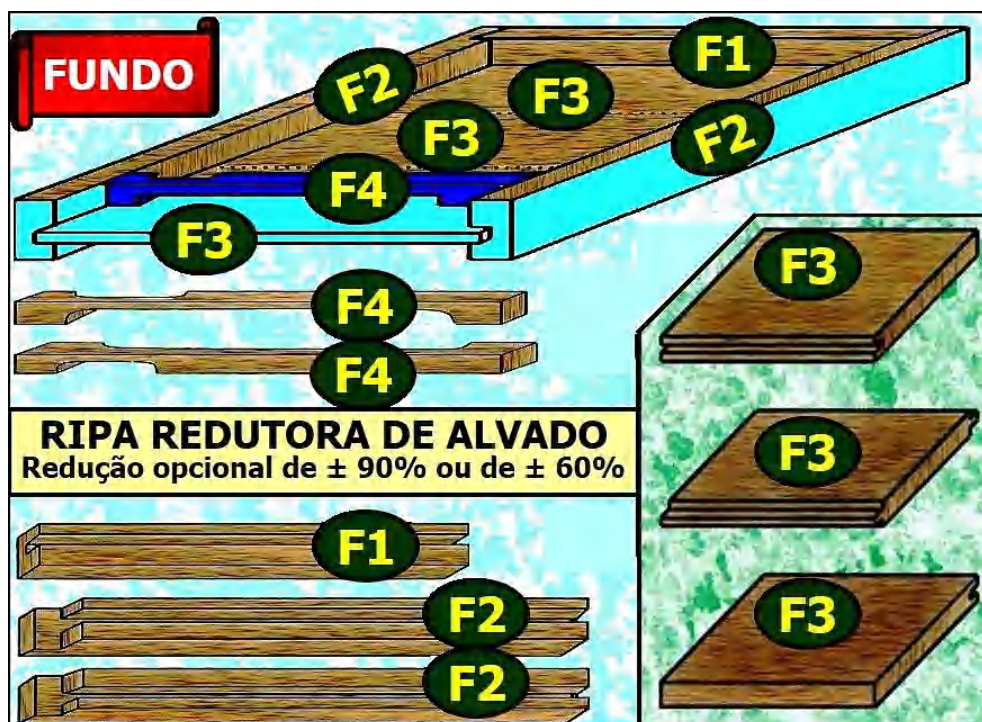 FUNDO
F1
F2
F3
F3
F2
F4
F3
F4
F4
RIPA REDUTORA DE ALVADO
Redução opcional de ± 90% ou de ± 60%
F1
F2
F2
F3
F3
F3